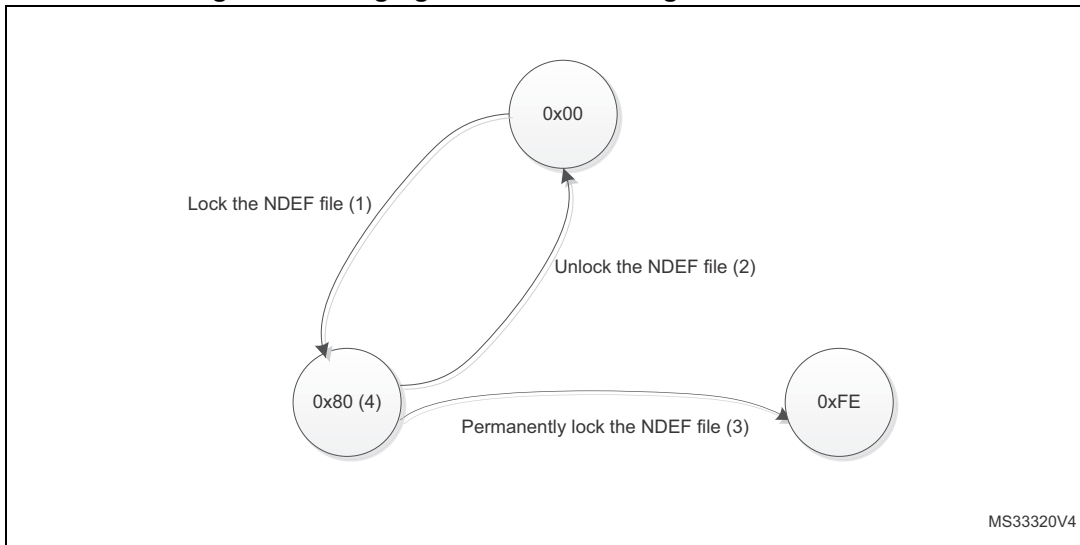 0x00
Lock the NDEF file (1)
Unlock the NDEF file (2)
0x80 (4)
0xFE
Permanently lock the NDEF file (3)
MS33320V4